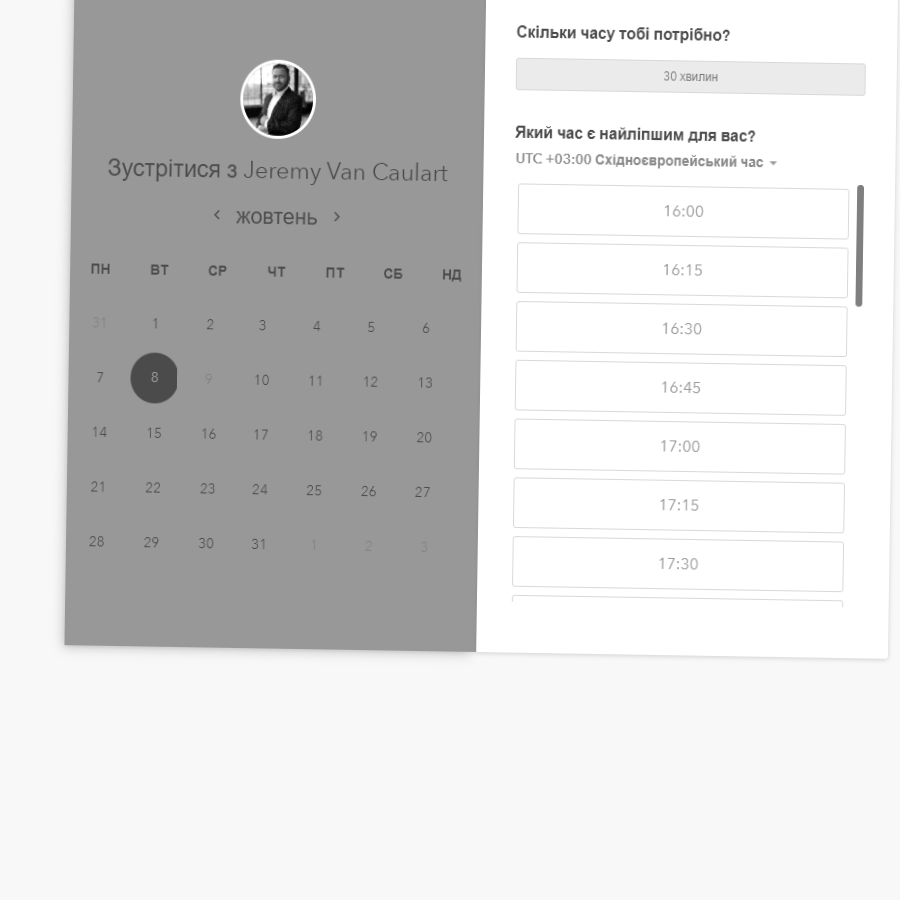 Зустрітися з Jeremy Van Caulart
жовтень
ПН ВТ СР ЧТ ПТ СБ НД
31 1 2 3 4 5 6
7 8 9 10 11 12 13
14 15 16 17 18 19 20
21 22 23 24 25 26 27
28 29 30 31 1 2 3
Скільки часу тобі потрібно?
30 хвилин
Який час є найліпшим для вас?
UTC +03:00 Східноєвропейський час
16:00
16:15
16:30
16:45
17:00
17:15
17:30